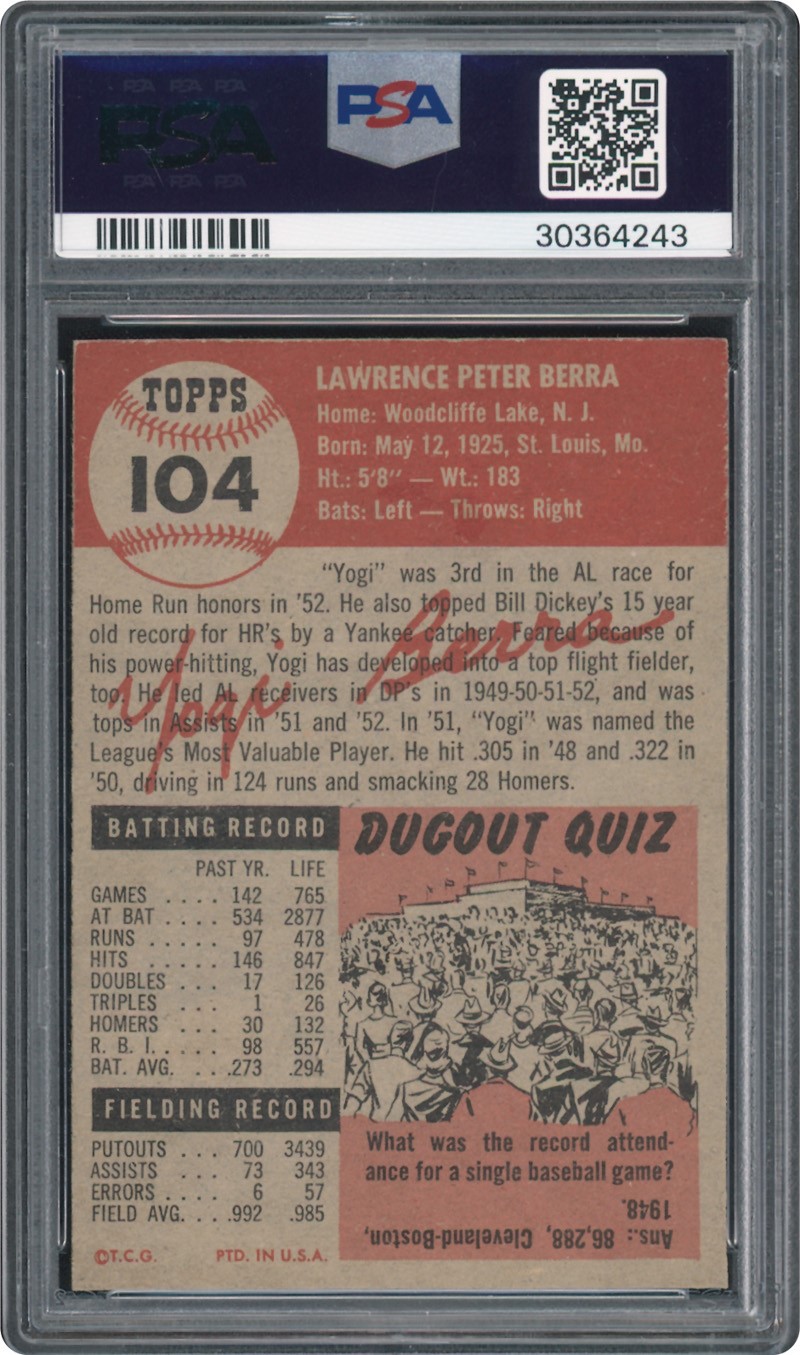 PSA PSA PSA
PSA
PSA PSA PSA
PSA
30364243
TOPPS
104
LAWRENCE PETER BERRA
Home: Woodcliffe Lake, N. J.
Born: May 12, 1925, St. Louis, Mo.
Ht.: 5'8" — Wt.: 183
Bats: Left — Throws: Right
"Yogi" was 3rd in the AL race for
Home Run honors in '52. He also topped Bill Dickey's 15 year
old record for HR's by a Yankee catcher. Feared because of
his power-hitting, Yogi has developed into a top flight fielder,
too. He led AL receivers in DP's in 1949-50-51-52, and was
tops in Assists in '51 and '52. In '51, "Yogi" was named the
League's Most Valuable Player. He hit .305 in '48 and .322 in
'50, driving in 124 runs and smacking 28 Homers.
Yogi Berra
BATTING RECORD
PAST YR. LIFE
GAMES . . . . 142 765
AT BAT . . . . 534 2877
RUNS . . . . . 97 478
HITS . . . . . 146 847
DOUBLES . . . 17 126
TRIPLES . . . 1 26
HOMERS . . . 30 132
R. B. I. . . . . 98 557
BAT. AVG. . . .273 .294
FIELDING RECORD
PUTOUTS . . . 700 3439
ASSISTS . . . 73 343
ERRORS . . . . 6 57
FIELD AVG. . . .992 .985
©T.C.G. PTD. IN U.S.A.
DUGOUT QUIZ
What was the record attend-
ance for a single baseball game?
Ans.: 86,288, Cleveland-Boston,
1948.